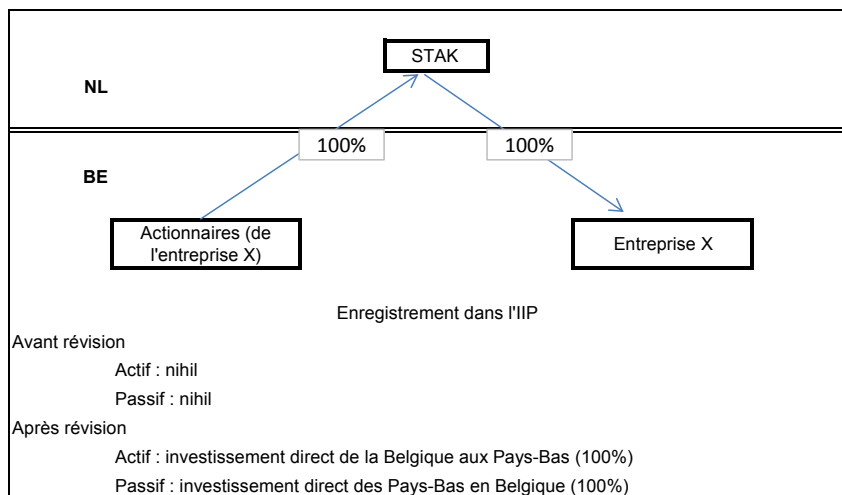 STAK
NL
100% 100%
BE
Actionnaires (de
l'entreprise X)
Entreprise X
Enregistrement dans l'IIP
Avant révision
Actif : nihil
Passif : nihil
Après révision
Actif : investissement direct de la Belgique aux Pays-Bas (100%)
Passif : investissement direct des Pays-Bas en Belgique (100%)